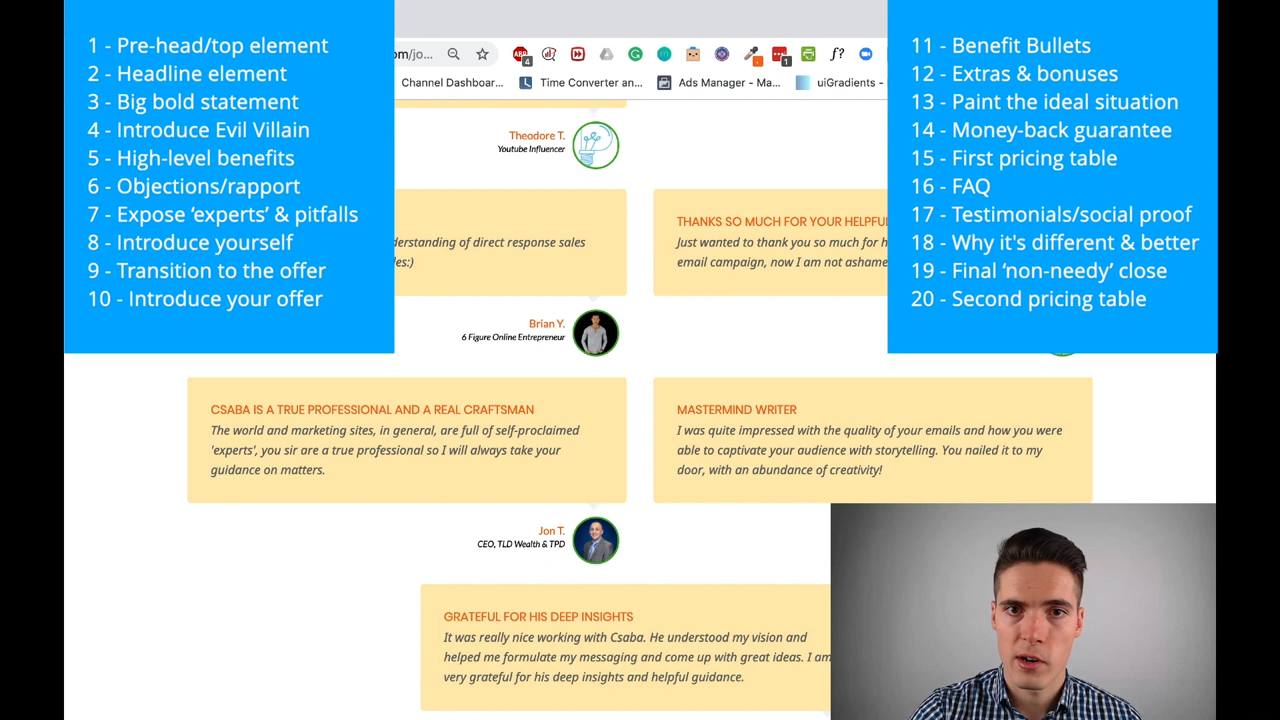 1 - Pre-head/top element
2 - Headline element
3 - Big bold statement
4 - Introduce Evil Villain
5 - High-level benefits
6 - Objections/rapport
7 - Expose ‘experts’ & pitfalls
8 - Introduce yourself
9 - Transition to the offer
10 - Introduce your offer
11 - Benefit Bullets
12 - Extras & bonuses
13 - Paint the ideal situation
14 - Money-back guarantee
15 - First pricing table
16 - FAQ
17 - Testimonials/social proof
18 - Why it's different & better
19 - Final ‘non-needy’ close
20 - Second pricing table
om/jo...
ABP
4
f?
1
Channel Dashboar...
Time Converter an...
Ads Manager - Ma...
uiGradients -
Theodore T.
Youtube Influencer
derstanding of direct response sales
les:)
THANKS SO MUCH FOR YOUR HELPFU
Just wanted to thank you so much for h
email campaign, now I am not ashame
Brian Y.
6 Figure Online Entrepreneur
CSABA IS A TRUE PROFESSIONAL AND A REAL CRAFTSMAN
The world and marketing sites, in general, are full of self-proclaimed
'experts', you sir are a true professional so I will always take your
guidance on matters.
MASTERMIND WRITER
I was quite impressed with the quality of your emails and how you were
able to captivate your audience with storytelling. You nailed it to my
door, with an abundance of creativity!
Jon T.
CEO, TLD Wealth & TPD
GRATEFUL FOR HIS DEEP INSIGHTS
It was really nice working with Csaba. He understood my vision and
helped me formulate my messaging and come up with great ideas. I am
very grateful for his deep insights and helpful guidance.